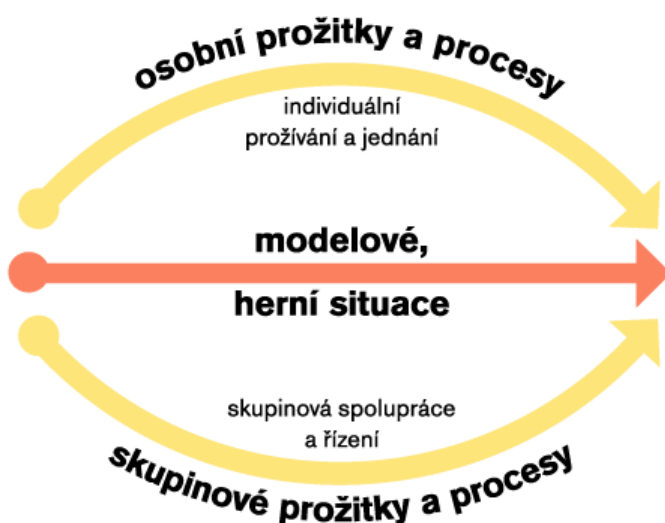 osobní prožitky a procesy
individuální
prožívání a jednání
modelové,
herní situace
skupinová spolupráce
a řízení
skupinové prožitky a procesy